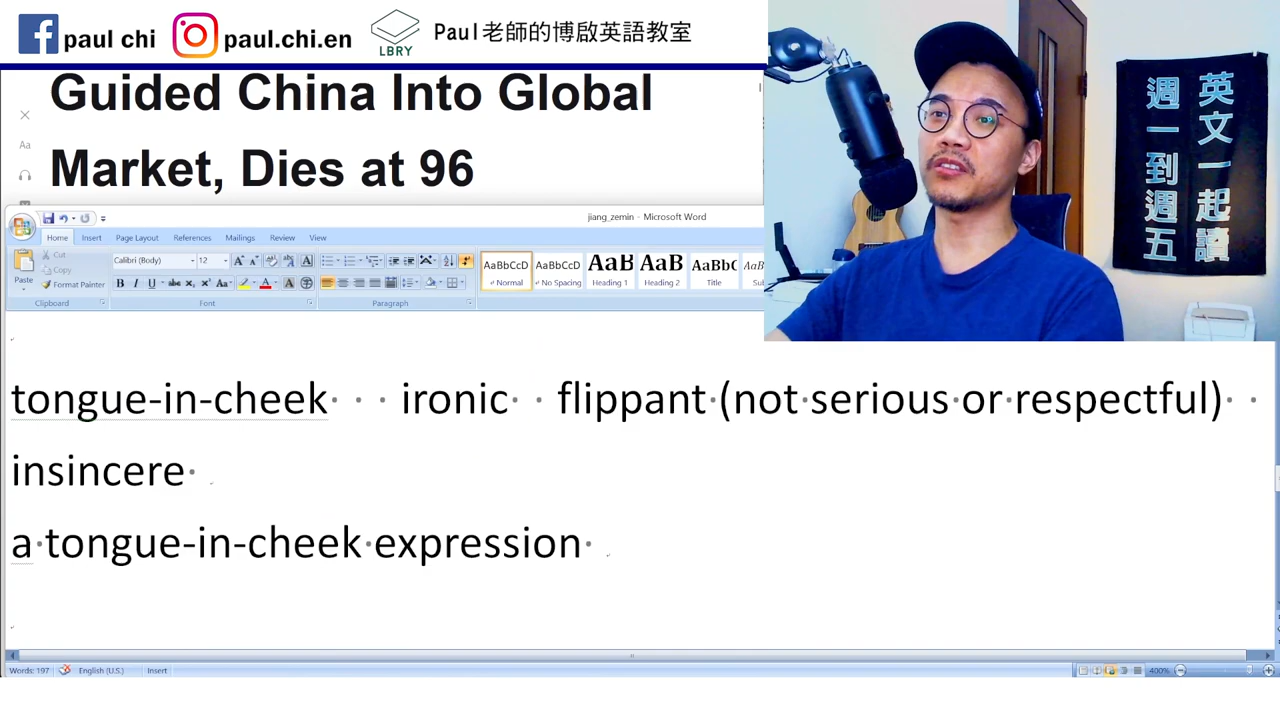 paul chi
paul.chi.en
LBRY
Paul老師的博啟英語教室
Guided China Into Global
Market, Dies at 96
Aa
jiang_zemin - Microsoft Word
Home Insert Page Layout References Mailings Review View
Paste
Cut
Copy
Format Painter
Clipboard
Calibri (Body) 12
Font
Paragraph
AaBbCcD
Normal
AaBbCcD
No Spacing
AaB
Heading 1
AaB
Heading 2
AaBb
Title
英文一起讀
週一到週五
tongue-in-cheek ironic flippant (not serious or respectful)
insincere
a tongue-in-cheek expression
Words: 197 English (U.S.) Insert
400%